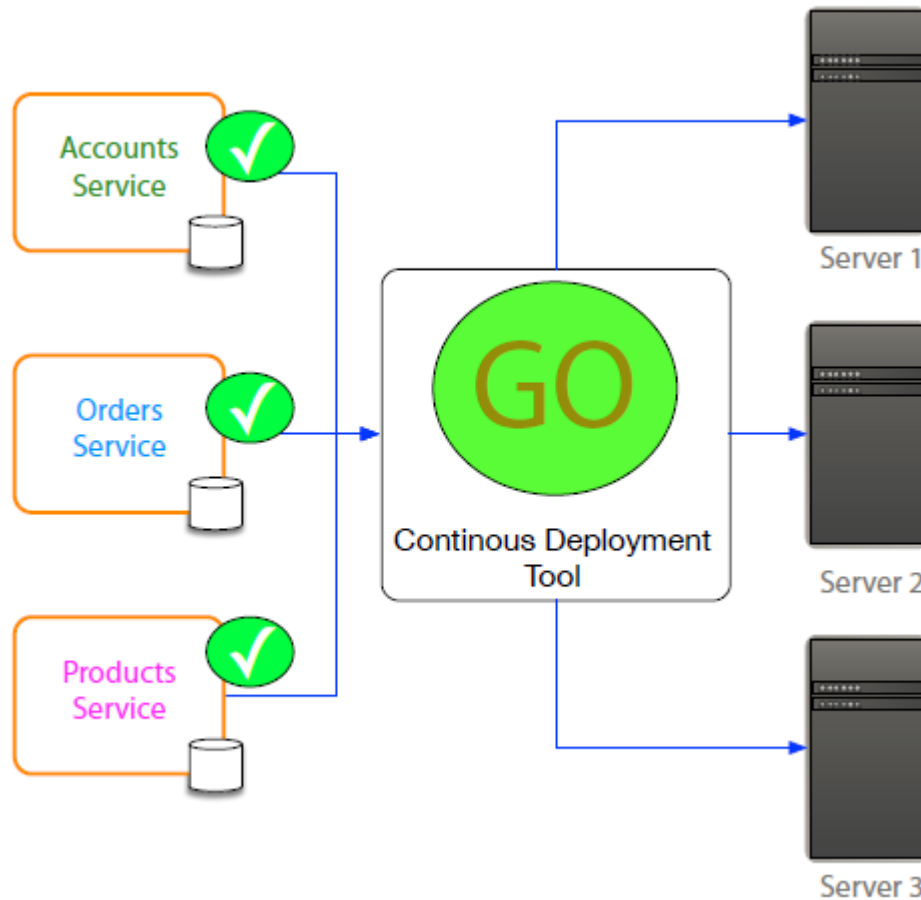 Accounts
Service
Orders
Service
Products
Service
GO
Continous Deployment
Tool
Server 1
Server 2
Server 3